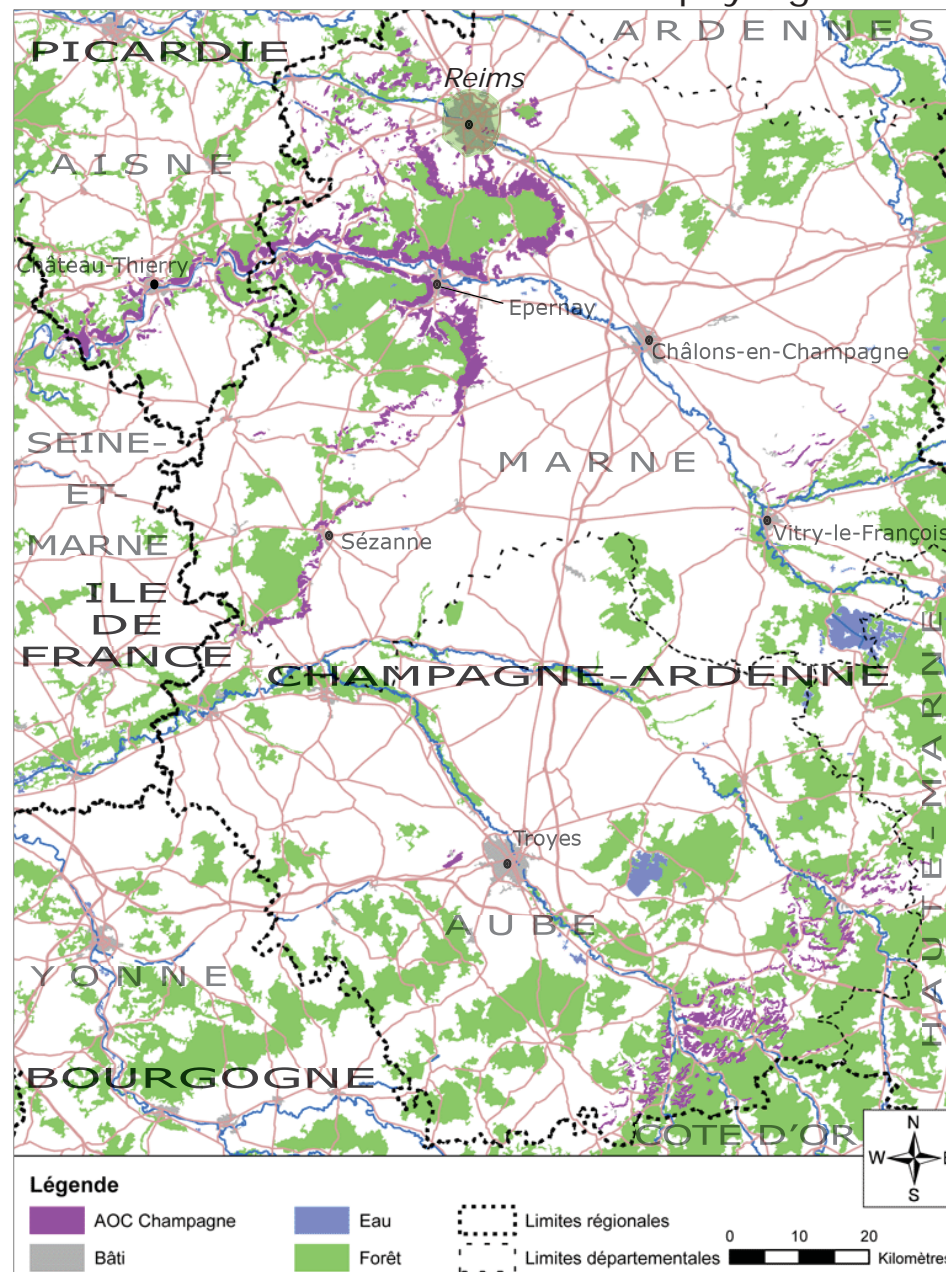 ARDENNES
PICARDIE
Reims
AISNE
Château-Thierry
Epernay
Châlons-en-Champagne
SEINE-
ET-
MARNE
MARNE
Vitry-le-François
Sézanne
ILE
DE
FRANCE
CHAMPAGNE-ARDENNE
HAUTE-MARNE
Troyes
AUBE
YONNE
BOURGOGNE
COTE D'OR
N
W E
S
Légende
AOC Champagne
Eau
Limites régionales
0 10 20
Bâti
Forêt
Limites départementales
Kilomètres